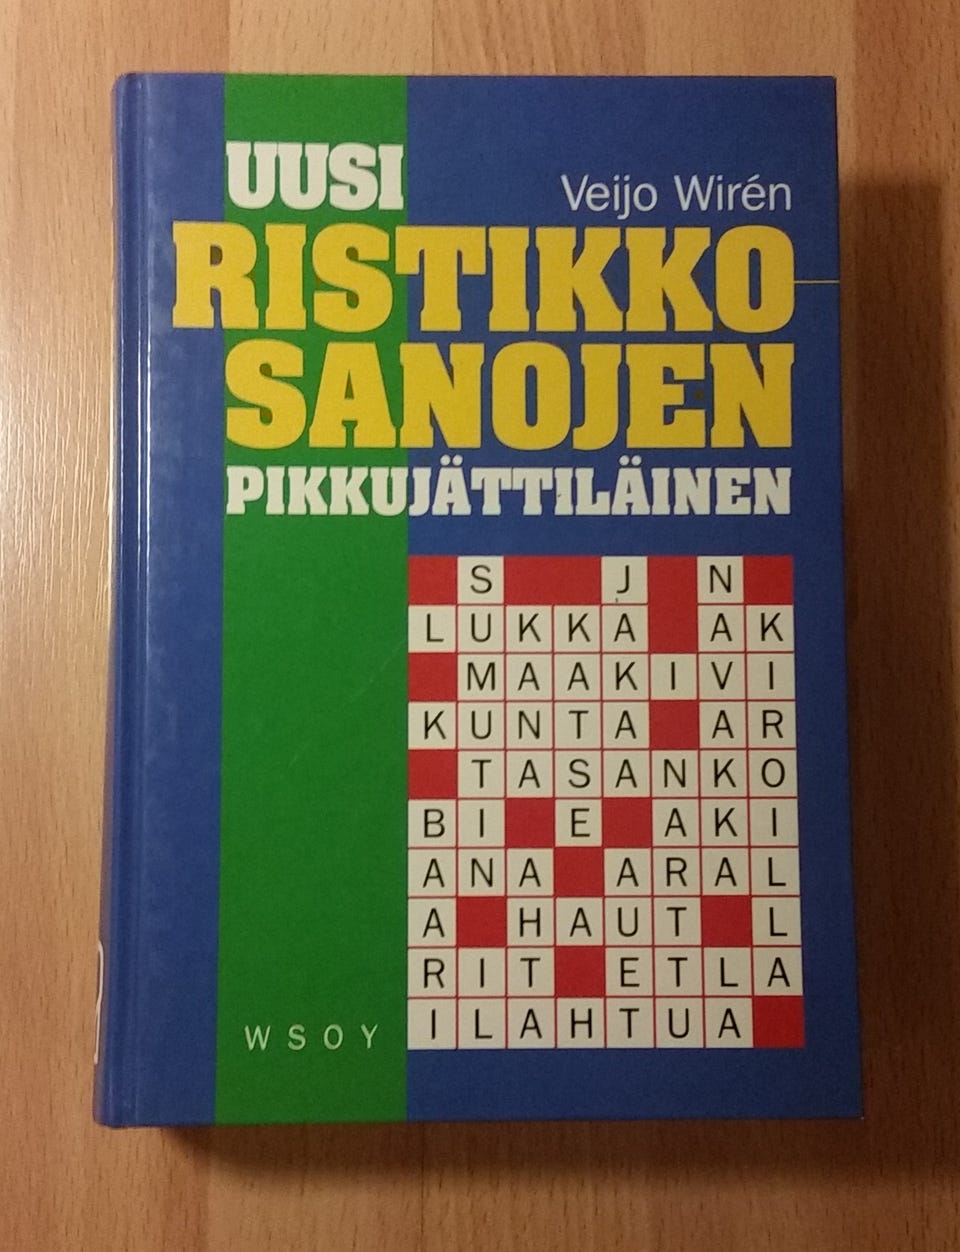 UUSI
Veijo Wirén
RISTIKKO
SANOJEN
PIKKUJÄTTILÄINEN
S J N
LUKKA AK
MAAKIVI
KUNTA AR
TASANKO
BI E AKI
ANA ARAL
A HAUT L
RIT ETLA
ILAHTUA
WSOY